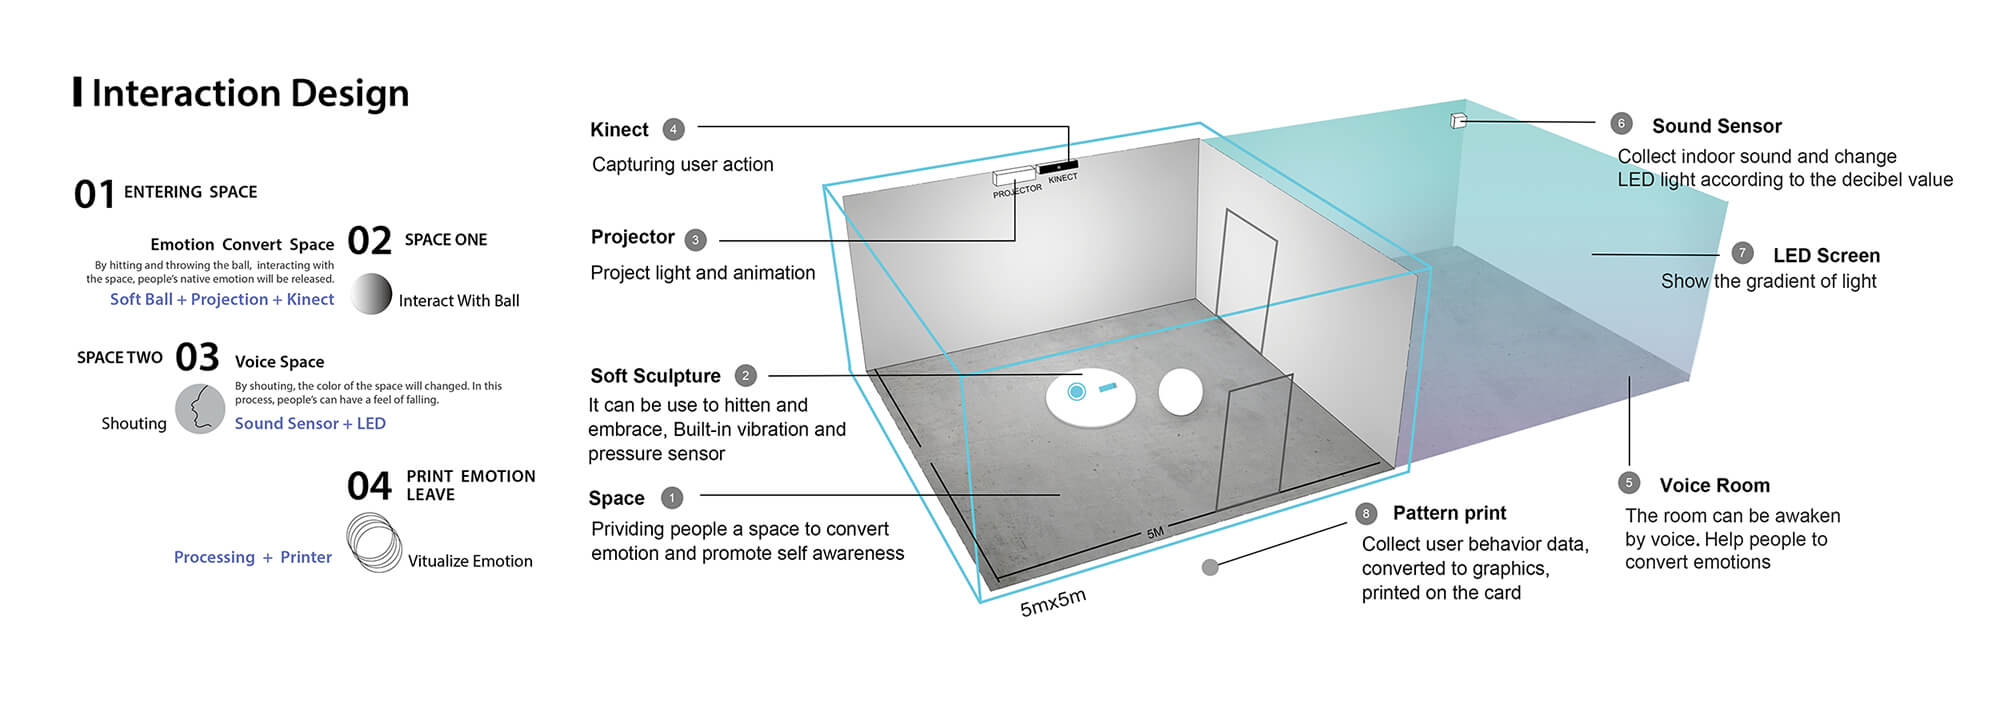 Interaction Design
01 ENTERING SPACE
Emotion Convert Space
By hitting and throwing the ball, interacting with
the space, people's native emotion will be released.
Soft Ball + Projection + Kinect
02 SPACE ONE
Interact With Ball
SPACE TWO 03
Shouting
Voice Space
By shouting, the color of the space will changed. In this
process, people's can have a feel of falling.
Sound Sensor + LED
04 PRINT EMOTION
LEAVE
Processing + Printer
Vitualize Emotion
Kinect 4
Capturing user action
Projector 3
Project light and animation
Soft Sculpture 2
It can be use to hitten and
embrace, Built-in vibration and
pressure sensor
Space 1
Prividing people a space to convert
emotion and promote self awareness
PROJECTOR
KINECT
5M
5mx5m
6 Sound Sensor
Collect indoor sound and change
LED light according to the decibel value
7 LED Screen
Show the gradient of light
5 Voice Room
The room can be awaken
by voice. Help people to
convert emotions
8 Pattern print
Collect user behavior data,
converted to graphics,
printed on the card